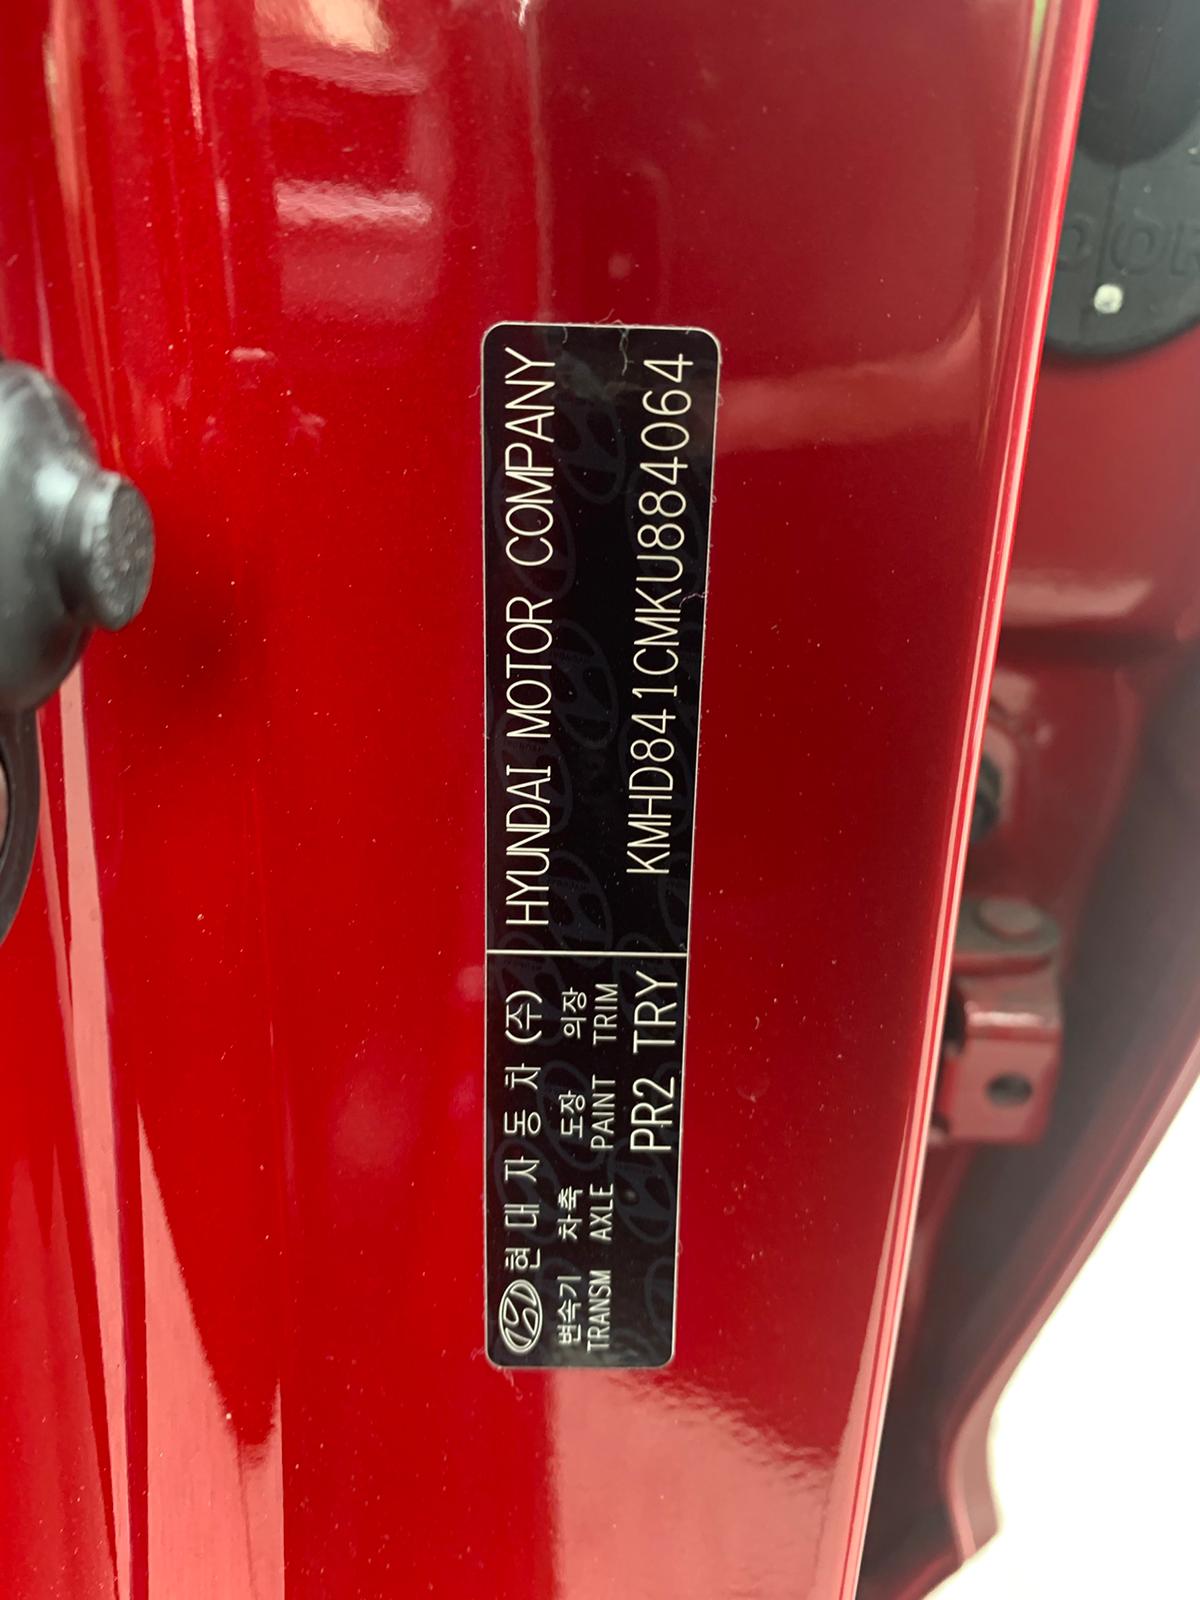 현대자동차(주)
변속기 차축 도장 의장
TRANSM AXLE PAINT TRIM
PR2 TRY
HYUNDAI MOTOR COMPANY
KMHD841CMKU884064